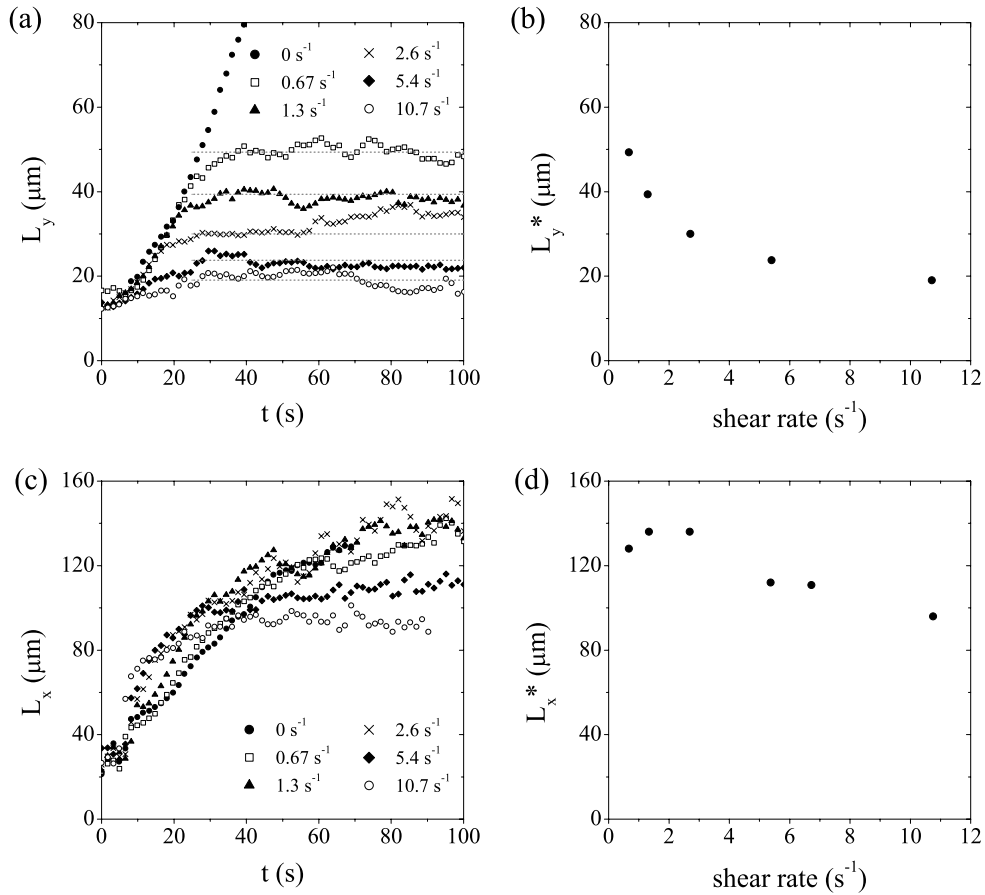 (a)
80
60
40
20
0
L_y (μm)
0 s⁻¹
0.67 s⁻¹
1.3 s⁻¹
2.6 s⁻¹
5.4 s⁻¹
10.7 s⁻¹
0 20 40 60 80 100
t (s)
(b)
80
60
40
20
0
L_y* (μm)
0 2 4 6 8 10 12
shear rate (s⁻¹)
(c)
160
120
80
40
0
L_x (μm)
0 s⁻¹
0.67 s⁻¹
1.3 s⁻¹
2.6 s⁻¹
5.4 s⁻¹
10.7 s⁻¹
0 20 40 60 80 100
t (s)
(d)
160
120
80
40
0
L_x* (μm)
0 2 4 6 8 10 12
shear rate (s⁻¹)